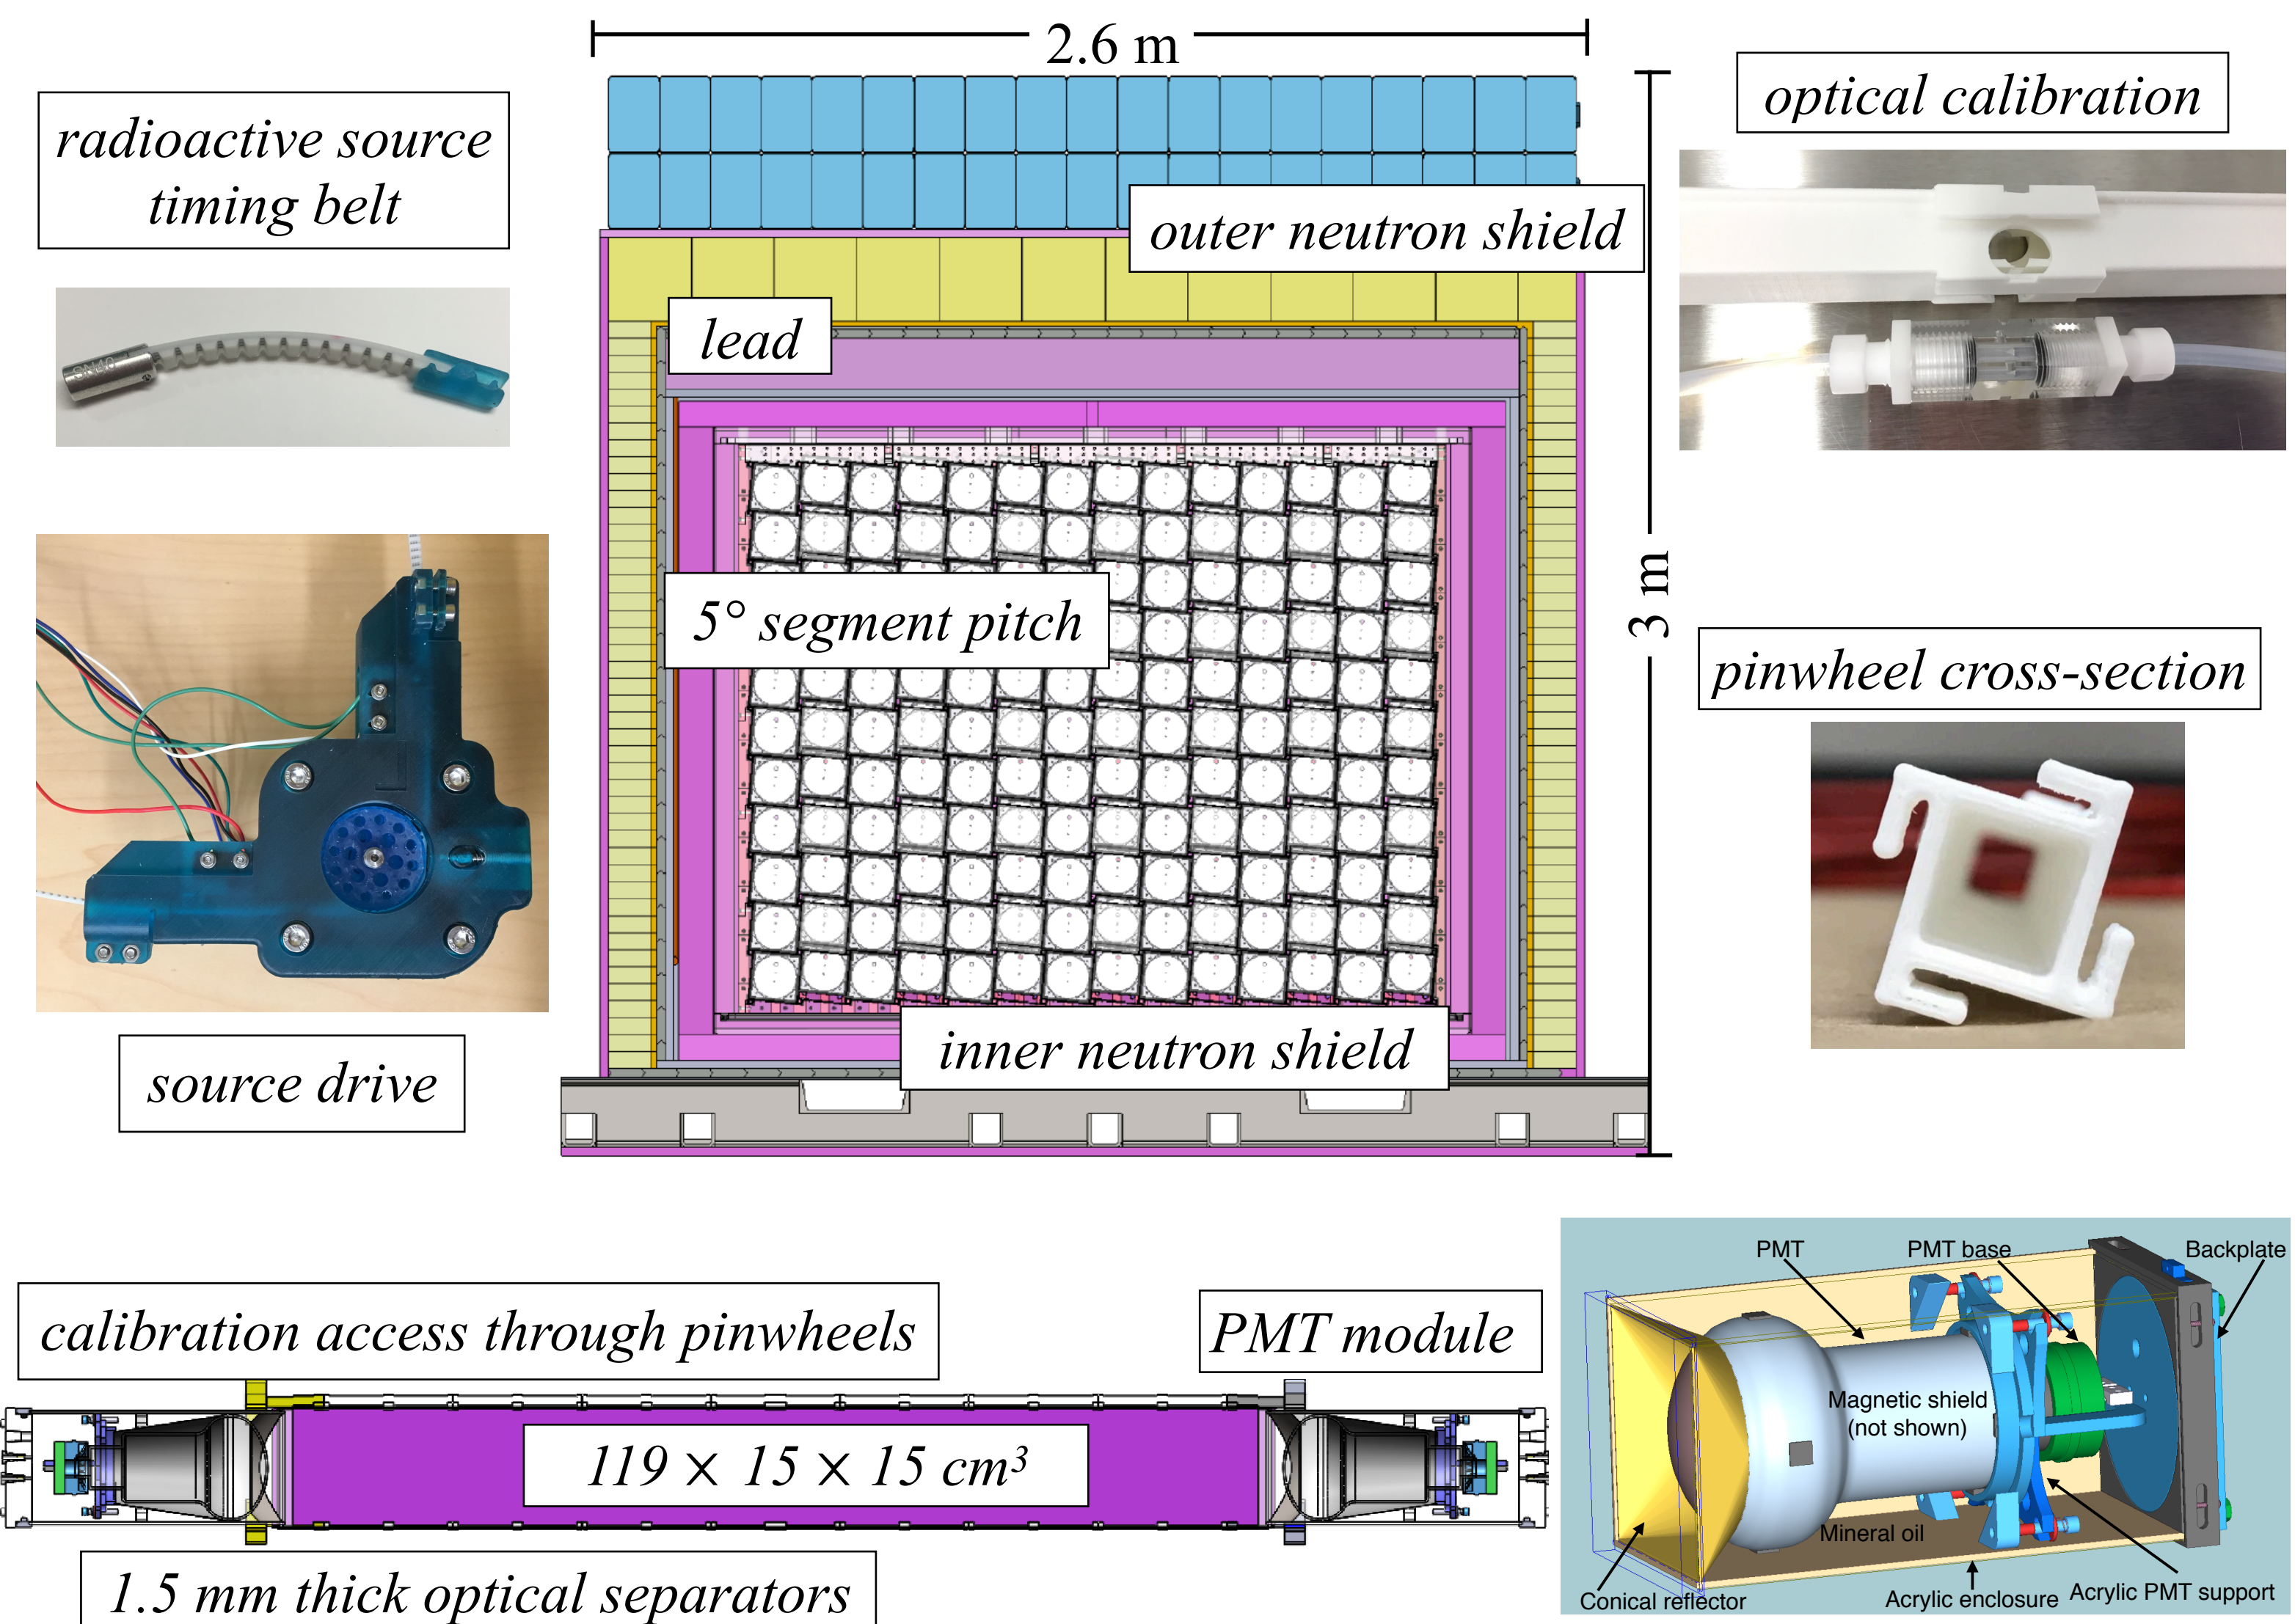 2.6 m
radioactive source
timing belt
optical calibration
outer neutron shield
lead
SN40
5° segment pitch
3 m
pinwheel cross-section
inner neutron shield
source drive
calibration access through pinwheels
PMT module
119 × 15 × 15 cm³
1.5 mm thick optical separators
PMT
PMT base
Backplate
Magnetic shield
(not shown)
Mineral oil
Conical reflector
Acrylic enclosure
Acrylic PMT support